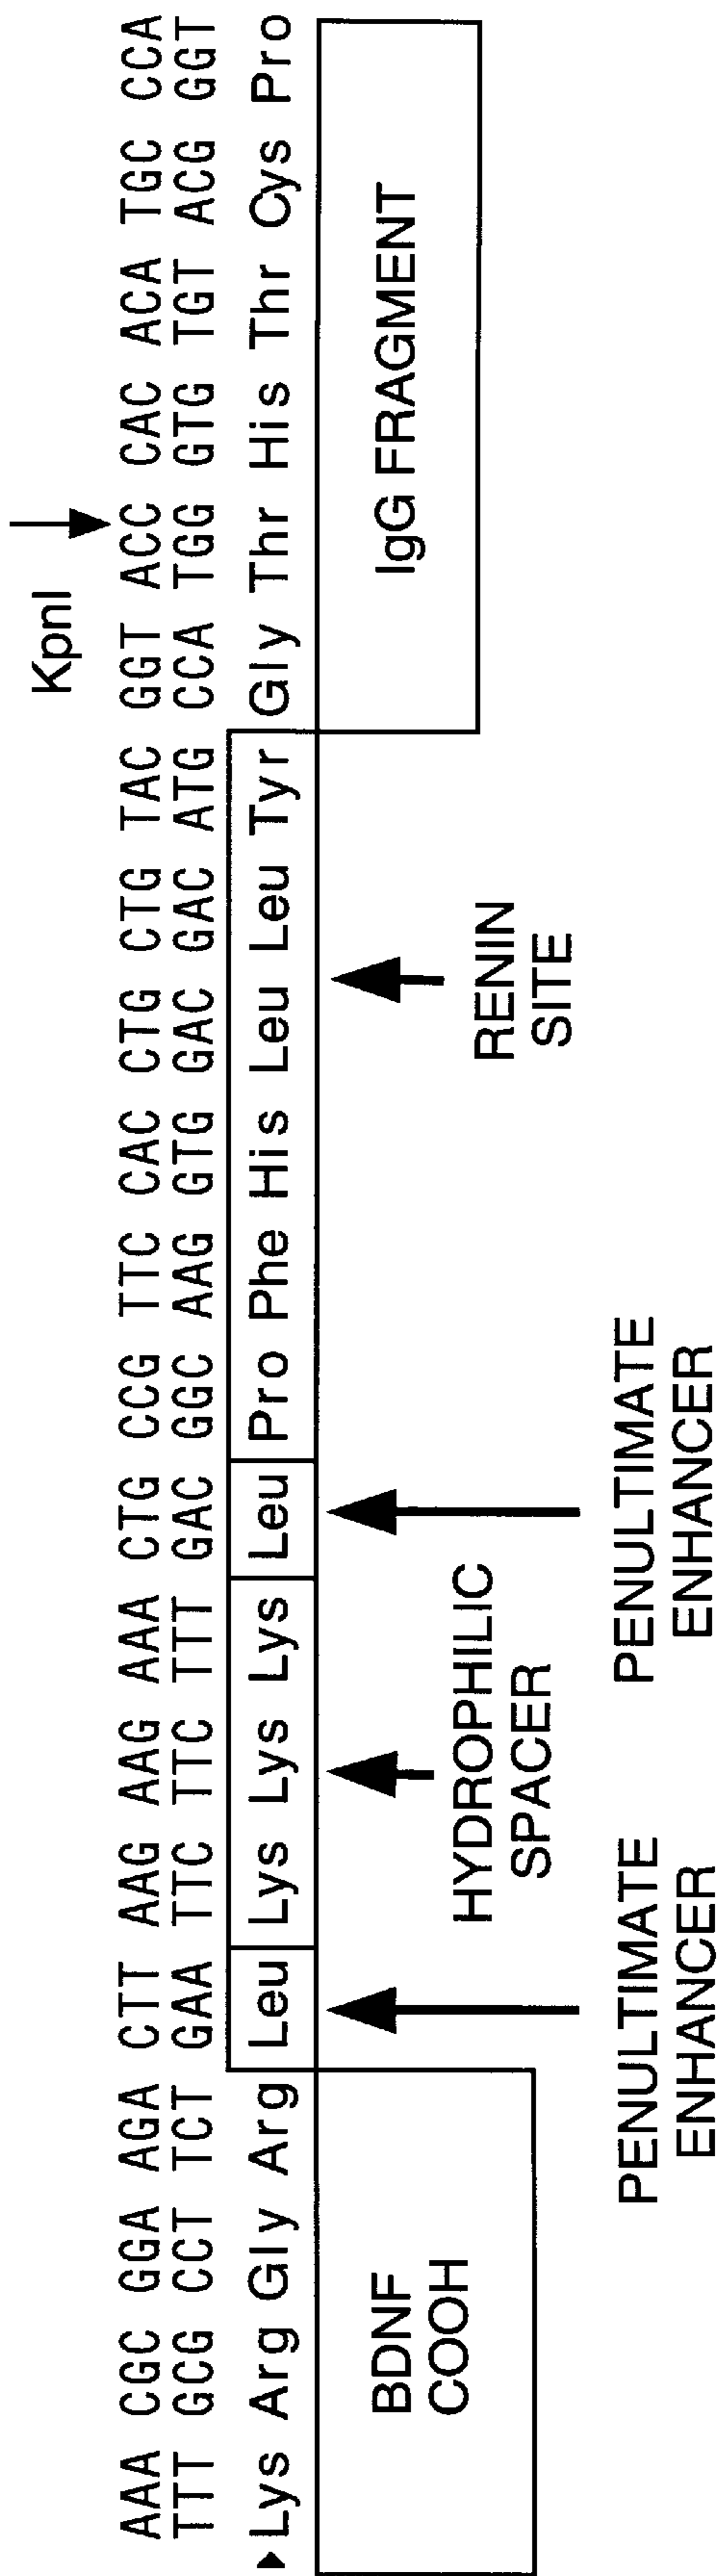 KpnI
AAA CGC GGA AGA CTT AAG AAG AAA CTG CCG TTC CAC CTG CTG TAC GGT ACC CAC ACA TGC CCA
TTT GCG CCT TCT GAA TTC TTC TTT GAC GGC AAG GTG GAC GAC ATG CCA TGG GTG TGT ACG GGT
Lys Arg Gly Arg Leu Lys Lys Lys Leu Pro Phe His Leu Leu Tyr Gly Thr His Thr Cys Pro
BDNF
COOH
HYDROPHILIC
SPACER
RENIN
SITE
IgG FRAGMENT
PENULTIMATE
ENHANCER
PENULTIMATE
ENHANCER